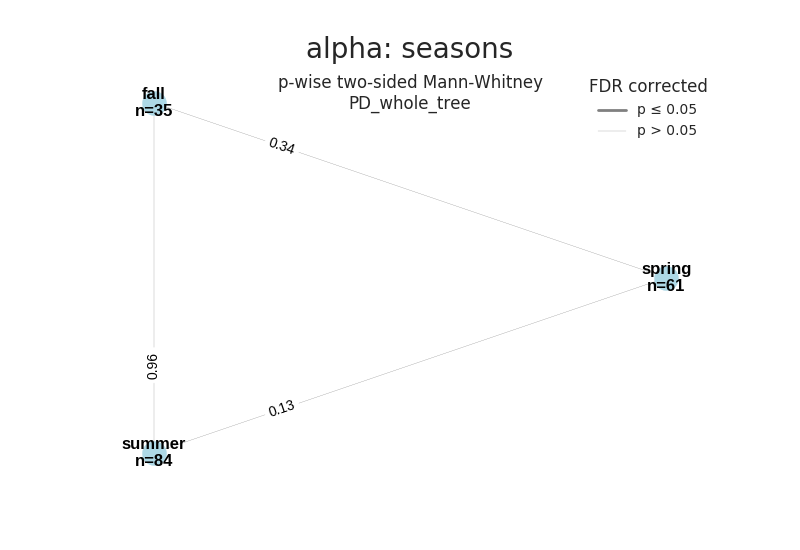 alpha: seasons
p-wise two-sided Mann-Whitney
PD_whole_tree
FDR corrected
p ≤ 0.05
p > 0.05
fall
n=35
0.34
spring
n=61
0.96
0.13
summer
n=84